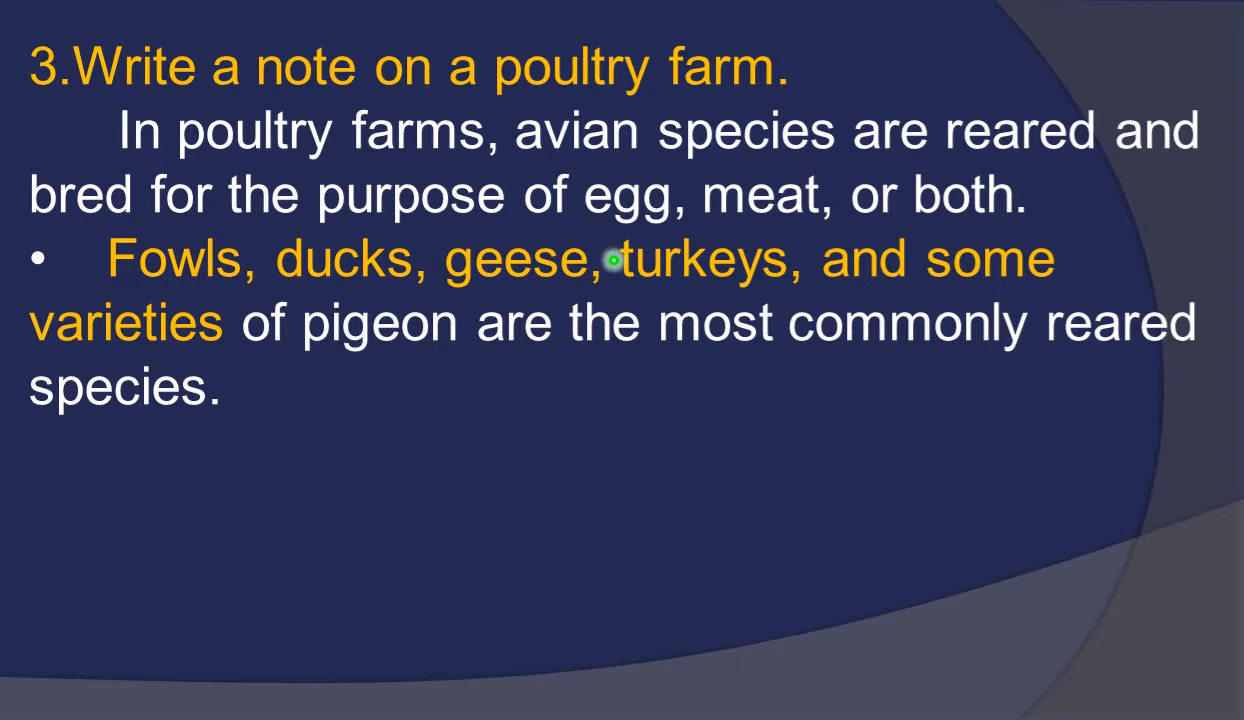 3.Write a note on a poultry farm.
In poultry farms, avian species are reared and
bred for the purpose of egg, meat, or both.
• Fowls, ducks, geese, turkeys, and some
varieties of pigeon are the most commonly reared
species.